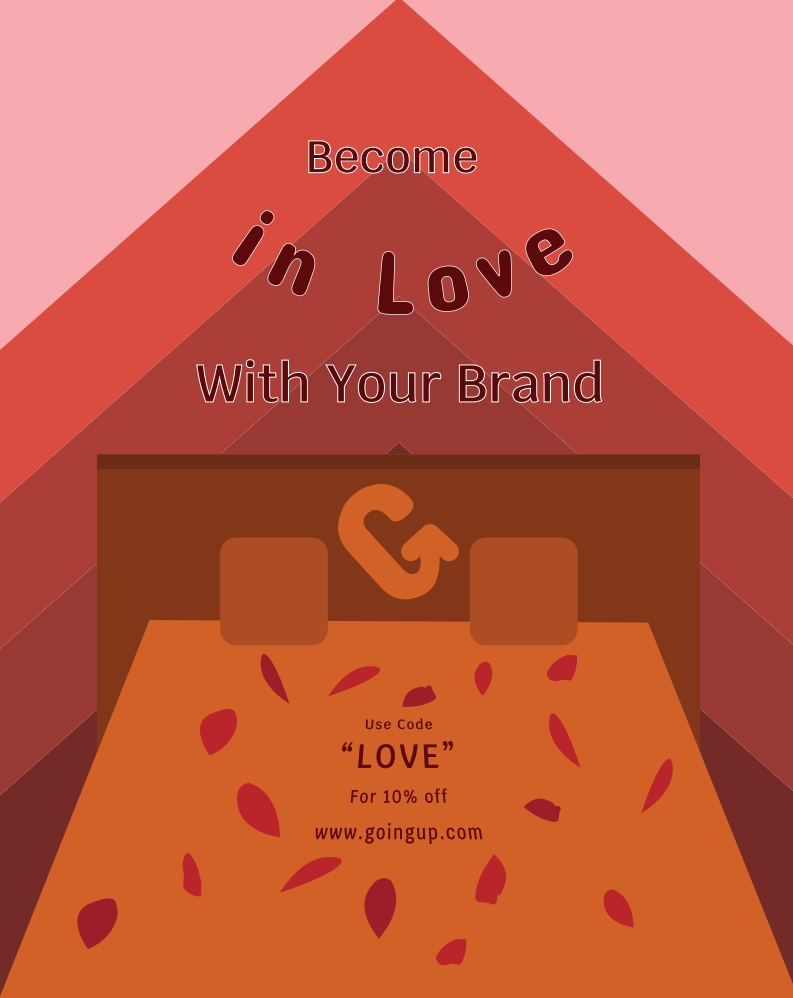 Become
in Love
With Your Brand
Use Code
“LOVE”
For 10% off
www.goingup.com